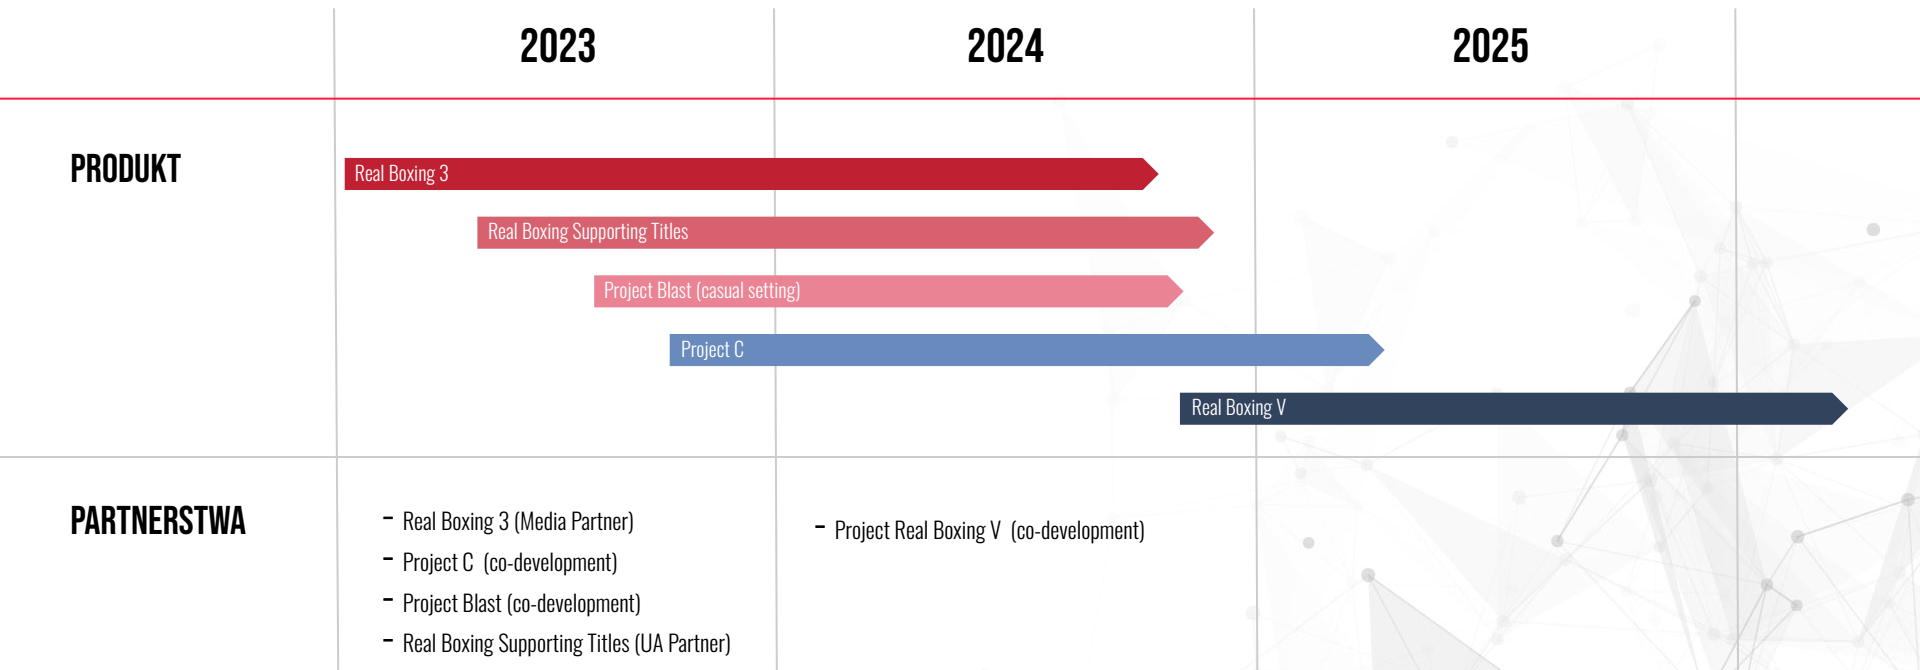 2023
2024
2025
PRODUKT
Real Boxing 3
Real Boxing Supporting Titles
Project Blast (casual setting)
Project C
Real Boxing V
PARTNERSTWA
- Real Boxing 3 (Media Partner)
- Project C (co-development)
- Project Blast (co-development)
- Real Boxing Supporting Titles (UA Partner)
- Project Real Boxing V (co-development)